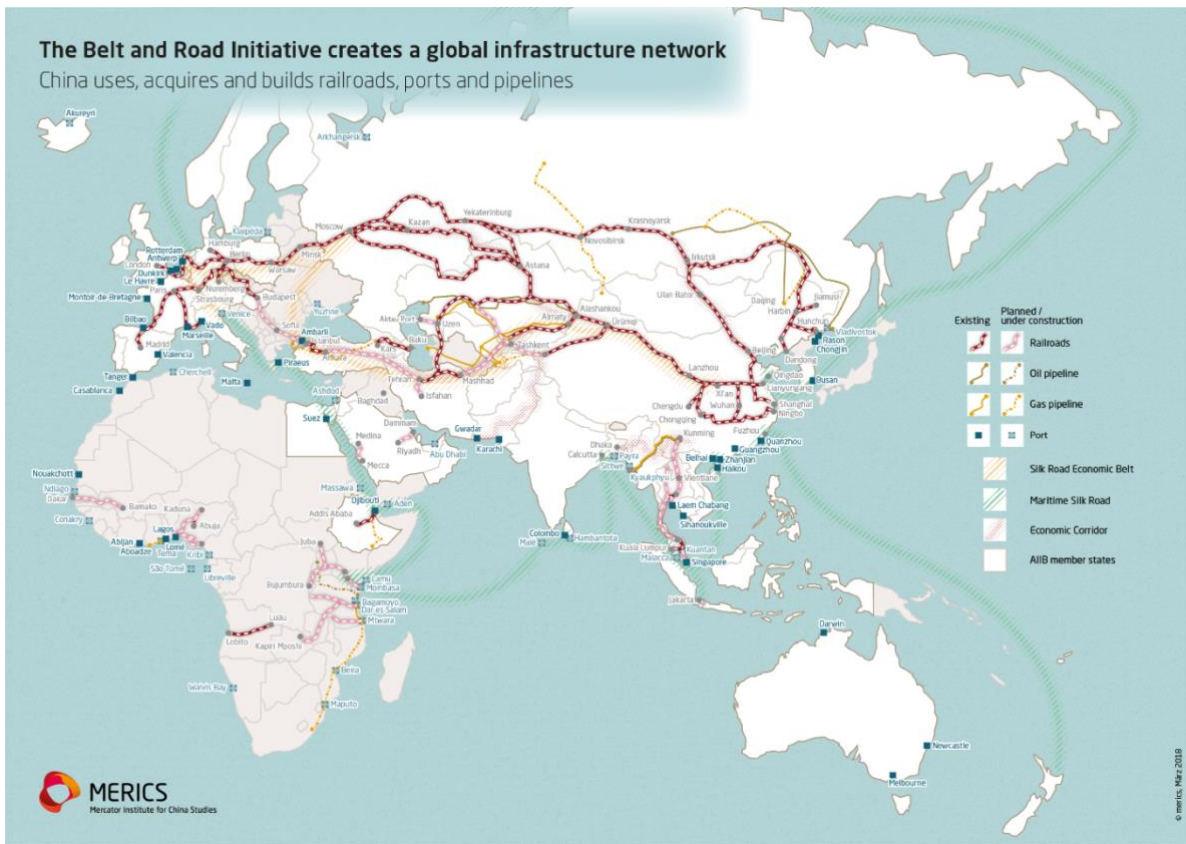 The Belt and Road Initiative creates a global infrastructure network
China uses, acquires and builds railroads, ports and pipelines
Akureyri
Arkhangelsk
Klaipeda
Moscow
Kazan
Yekaterinburg
Krasnoyarsk
Novosibirsk
Irkutsk
Hamburg
Rotterdam
Antwerp
Berlin
Minsk
London
Dunkirk
Warsaw
Le Havre
Paris
Nuremberg
Astana
Ulan Bator
Daqing
Jiamusi
Harbin
Montoir-de-Bretagne
Strasbourg
Budapest
Yuzhne
Alashankou
Hunchun
Vladivostok
Venice
Aktau Port
Uzen
Almaty
Ürümqi
Rason
Chongjin
Bilbao
Vado
Marseille
Sofia
Ambarli
Istanbul
Baku
Tashkent
Beijing
Dandong
Madrid
Valencia
Ankara
Kars
Lanzhou
Qingdao
Lianyungang
Busan
Piraeus
Tehran
Mashhad
Xi'an
Tanger
Cherchell
Malta
Isfahan
Chengdu
Wuhan
Shanghai
Casablanca
Ashdod
Baghdad
Chongqing
Ningbo
Suez
Dammam
Gwadar
Karachi
Fuzhou
Medina
Riyadh
Abu Dhabi
Dhaka
Kunming
Quanzhou
Guangzhou
Mecca
Calcutta
Payra
Beihai
Zhanjian
Sittwe
Haikou
Nouakchott
Kyaukphyu
Vientiane
Ndiago
Massawa
Dakar
Djibouti
Aden
Laem Chabang
Bamako
Kaduna
Addis Ababa
Sihanoukville
Conakry
Abuja
Colombo
Hambantota
Lagos
Malé
Abijan
Lomé
Juba
Kuala Lumpur
Kuantan
Aboadze
Tema
Kribi
Malacca
Singapore
São Tomé
Libreville
Lamu
Bujumbura
Mombasa
Jakarta
Bagamoyo
Dar es Salam
Luau
Mtwara
Lobito
Kapiri Mposhi
Darwin
Beira
Walvis Bay
Maputo
Newcastle
Melbourne
Existing
Planned /
under construction
Railroads
Oil pipeline
Gas pipeline
Port
Silk Road Economic Belt
Maritime Silk Road
Economic Corridor
AIIB member states
MERICS
Mercator Institute for China Studies
© merics, März 2018